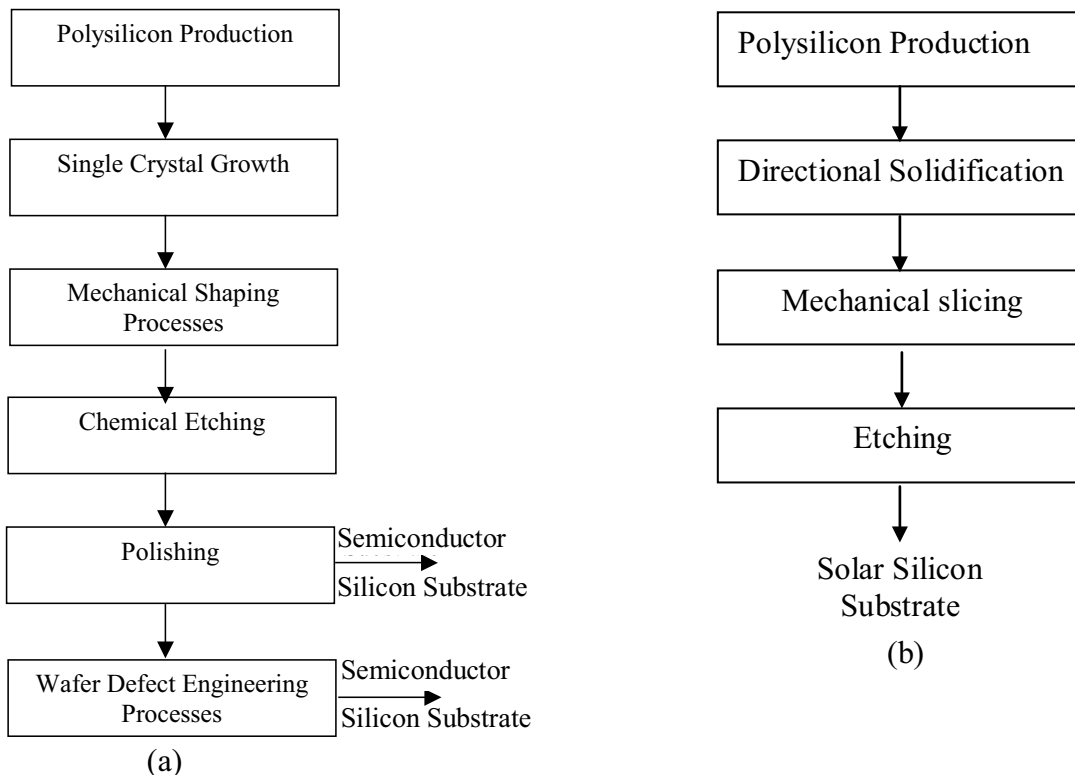 Polysilicon Production
Single Crystal Growth
Mechanical Shaping
Processes
Chemical Etching
Polishing
Semiconductor
Silicon Substrate
Wafer Defect Engineering
Processes
Semiconductor
Silicon Substrate
(a)
Polysilicon Production
Directional Solidification
Mechanical slicing
Etching
Solar Silicon
Substrate
(b)